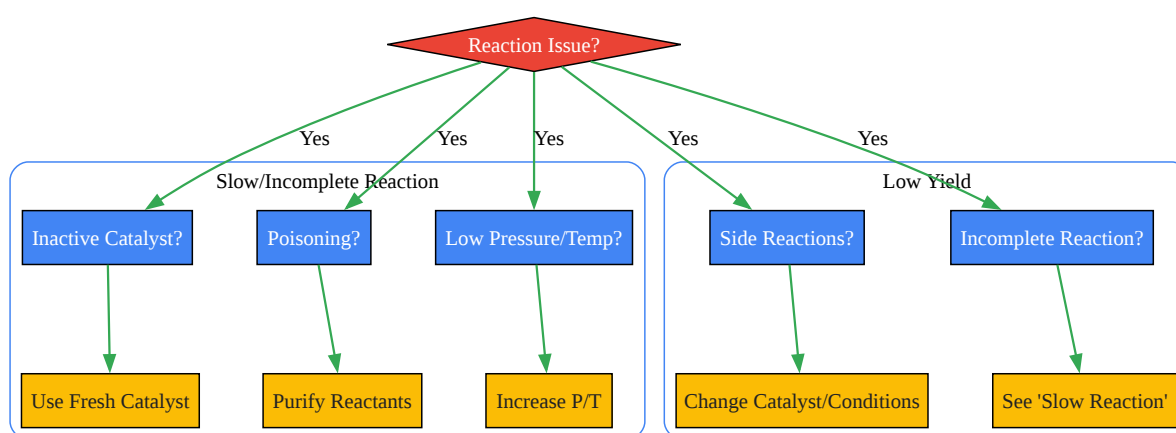 Reaction Issue?
Yes
Yes
Yes
Yes
Yes
Slow/Incomplete Reaction
Low Yield
Inactive Catalyst?
Poisoning?
Low Pressure/Temp?
Side Reactions?
Incomplete Reaction?
Use Fresh Catalyst
Purify Reactants
Increase P/T
Change Catalyst/Conditions
See 'Slow Reaction'